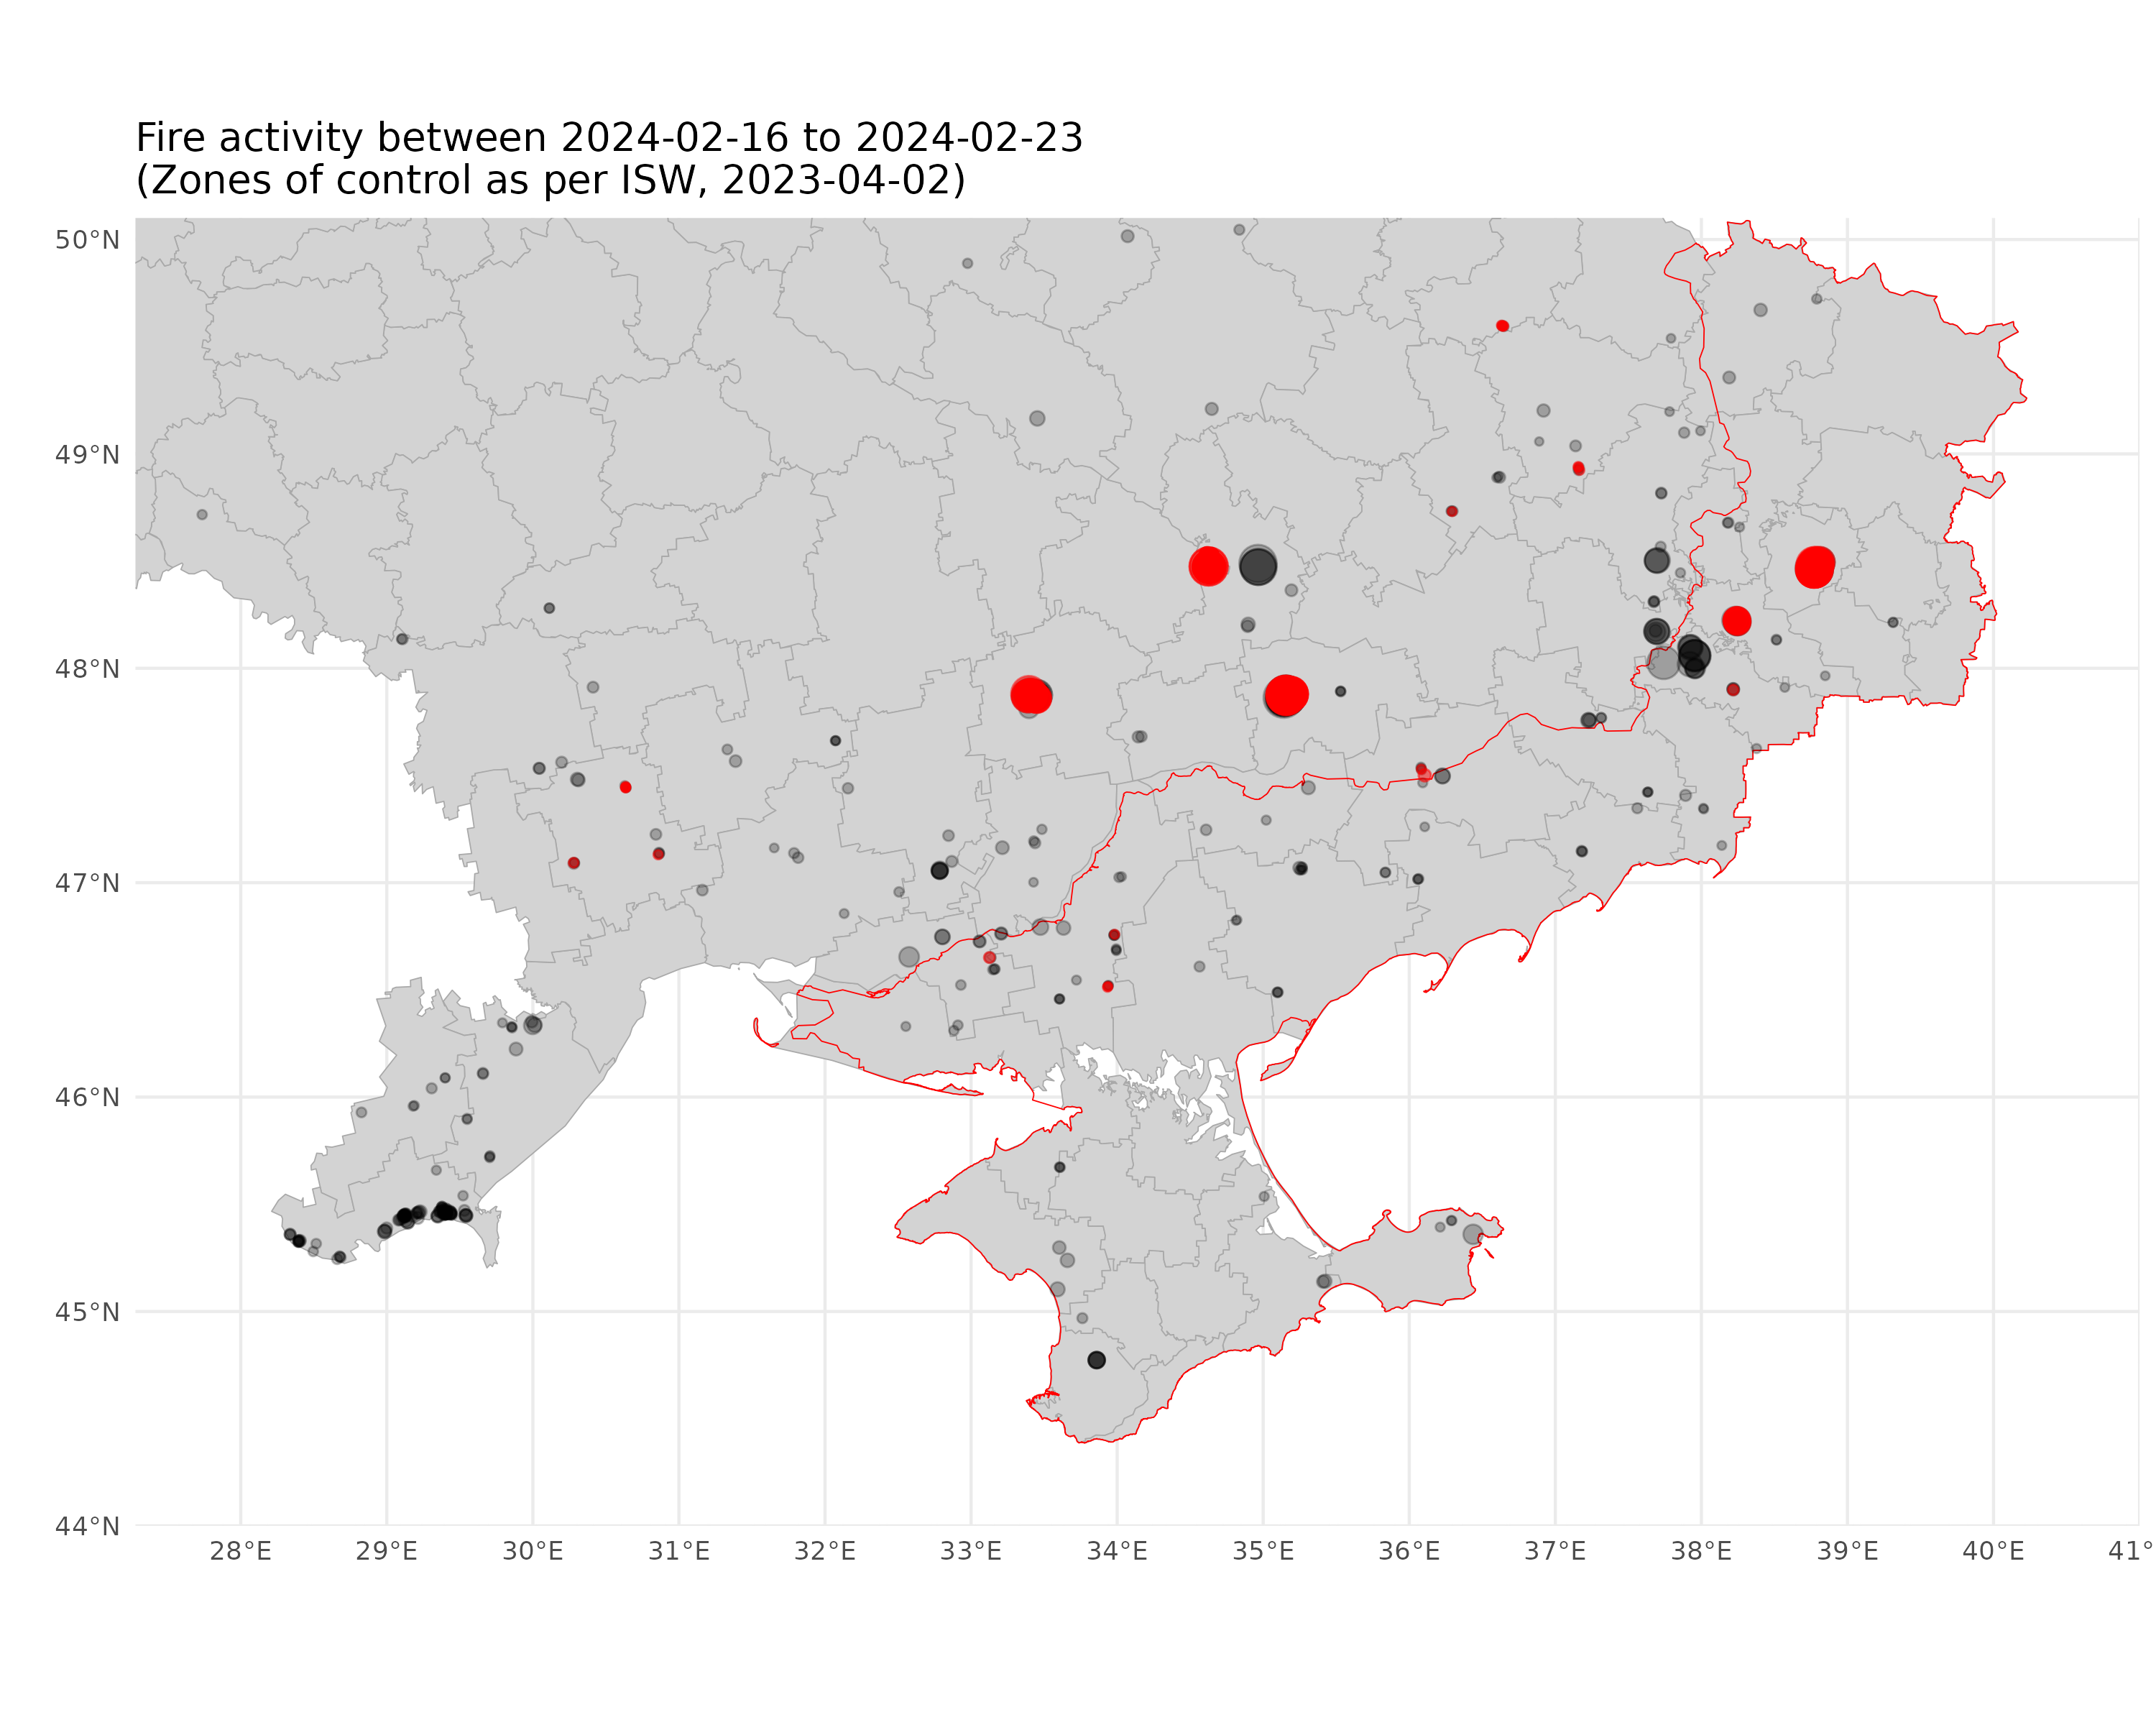 Fire activity between 2024-02-16 to 2024-02-23
(Zones of control as per ISW, 2023-04-02)
50°N
49°N
48°N
47°N
46°N
45°N
44°N
28°E 29°E 30°E 31°E 32°E 33°E 34°E 35°E 36°E 37°E 38°E 39°E 40°E 41°